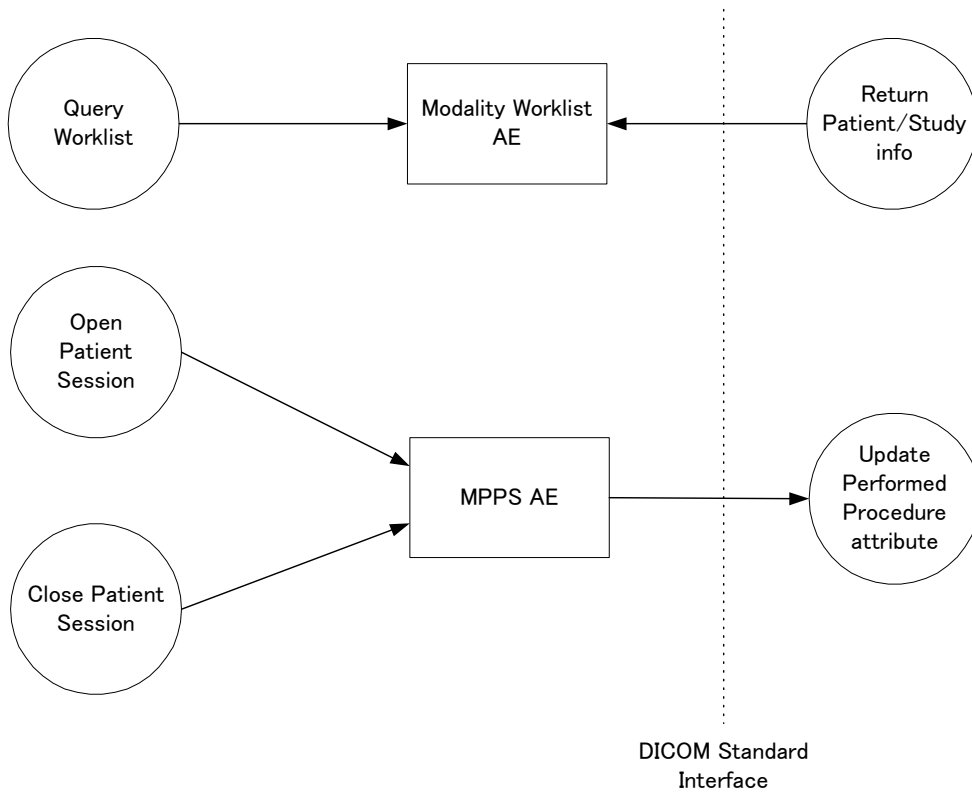 Query
Worklist
Modality Worklist
AE
Return
Patient/Study
info
Open
Patient
Session
MPPS AE
Update
Performed
Procedure
attribute
Close Patient
Session
DICOM Standard
Interface